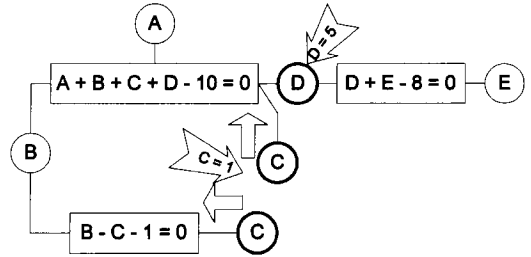 A
D = 5
A + B + C + D - 10 = 0
D
D + E - 8 = 0
E
B
C = 1
C
B - C - 1 = 0
C